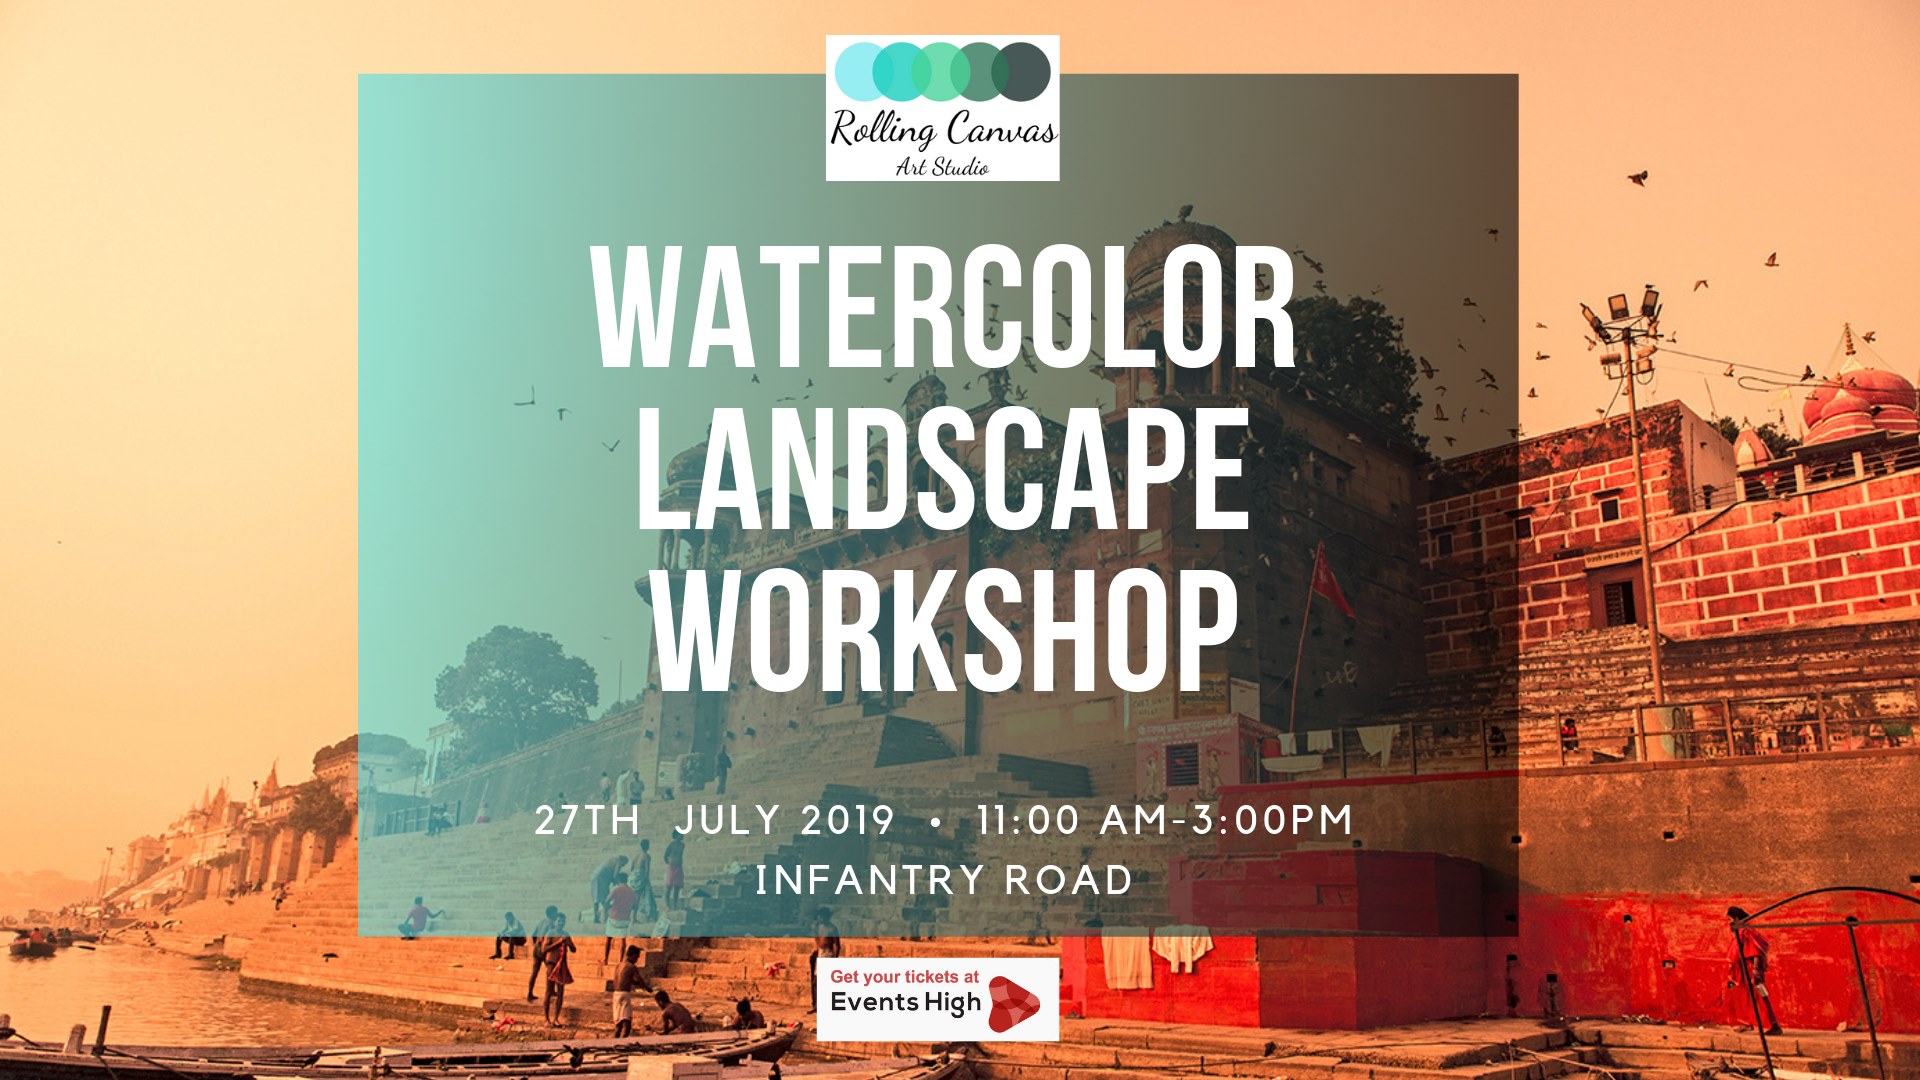 Rolling Canvas
Art Studio
WATERCOLOR
LANDSCAPE
WORKSHOP
27TH JULY 2019 • 11:00 AM-3:00PM
INFANTRY ROAD
Get your tickets at
Events High